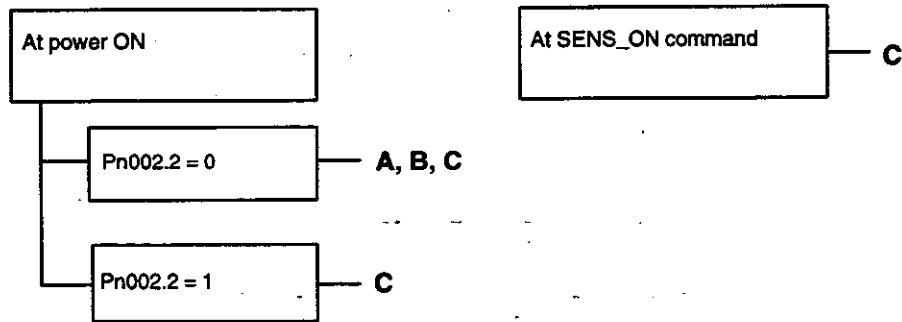 At power ON
At SENS_ON command
C
Pn002.2 = 0
A, B, C
Pn002.2 = 1
C